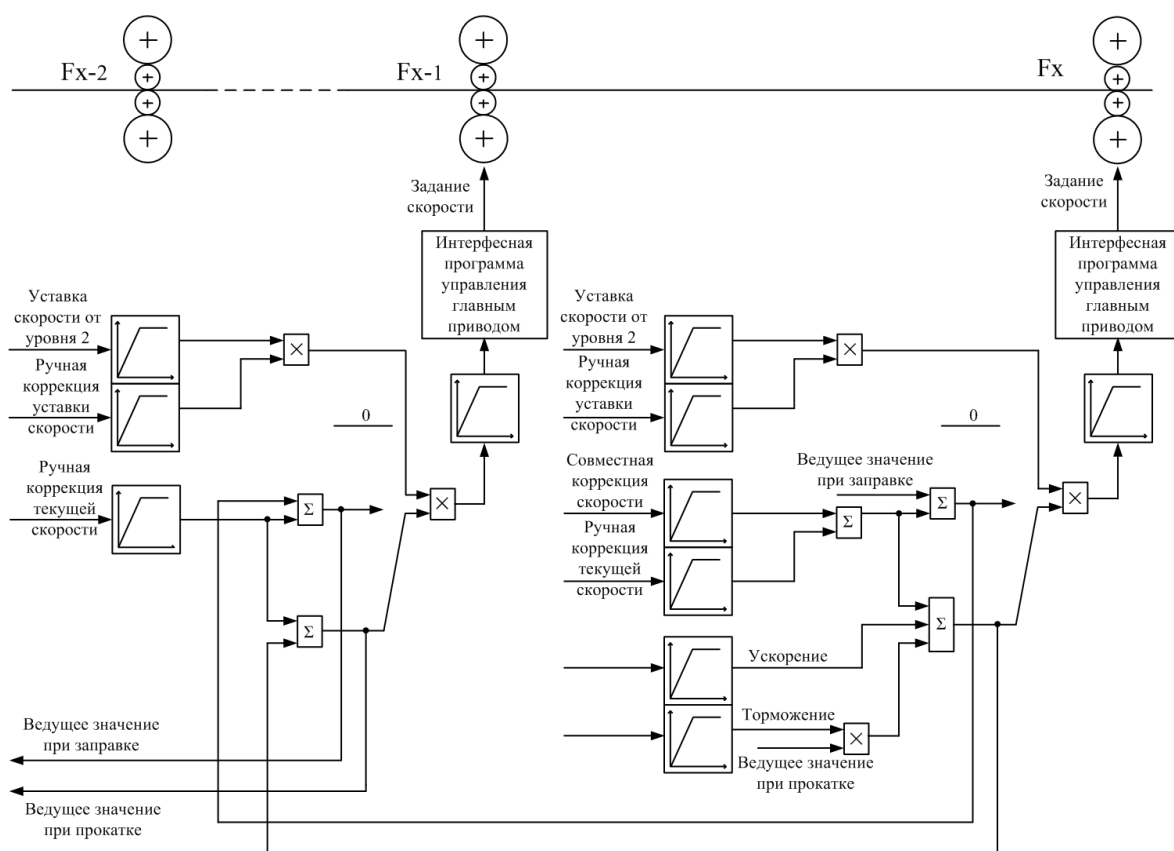 Fx-2
Fx-1
Fx
Задание
скорости
Задание
скорости
Интерфесная
программа
управления
главным
приводом
Интерфесная
программа
управления
главным
приводом
Уставка
скорости от
уровня 2
Ручная
коррекция
уставки
скорости
Ручная
коррекция
текущей
скорости
×
0
Σ
×
Σ
Ведущее значение
при заправке
Ведущее значение
при прокатке
Уставка
скорости от
уровня 2
Ручная
коррекция
уставки
скорости
Совместная
коррекция
скорости
Ручная
коррекция
текущей
скорости
×
0
Ведущее значение
при заправке
Σ
Σ
×
Σ
Ускорение
Торможение
×
Ведущее значение
при прокатке